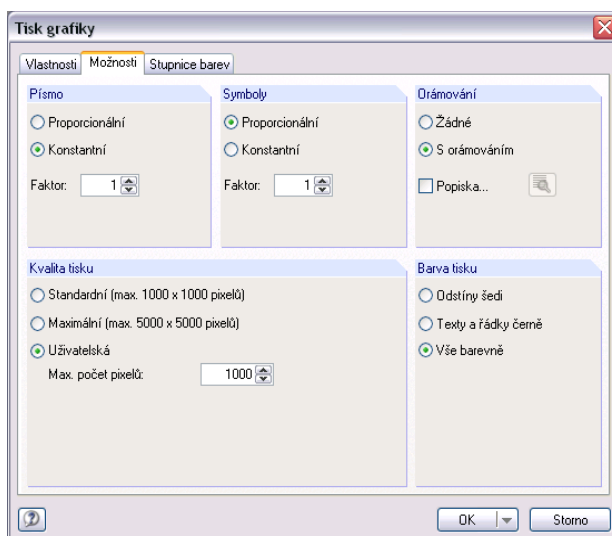 Tisk grafiky
Vlastnosti Možnosti Stupnice barev
Písmo
Proporcionální
Konstantní
Faktor: 1
Symboly
Proporcionální
Konstantní
Faktor: 1
Orámování
Žádné
S orámováním
Popiska...
Kvalita tisku
Standardní (max. 1000 x 1000 pixelů)
Maximální (max. 5000 x 5000 pixelů)
Uživatelská
Max. počet pixelů: 1000
Barva tisku
Odstíny šedi
Texty a řádky černě
Vše barevně
OK Storno